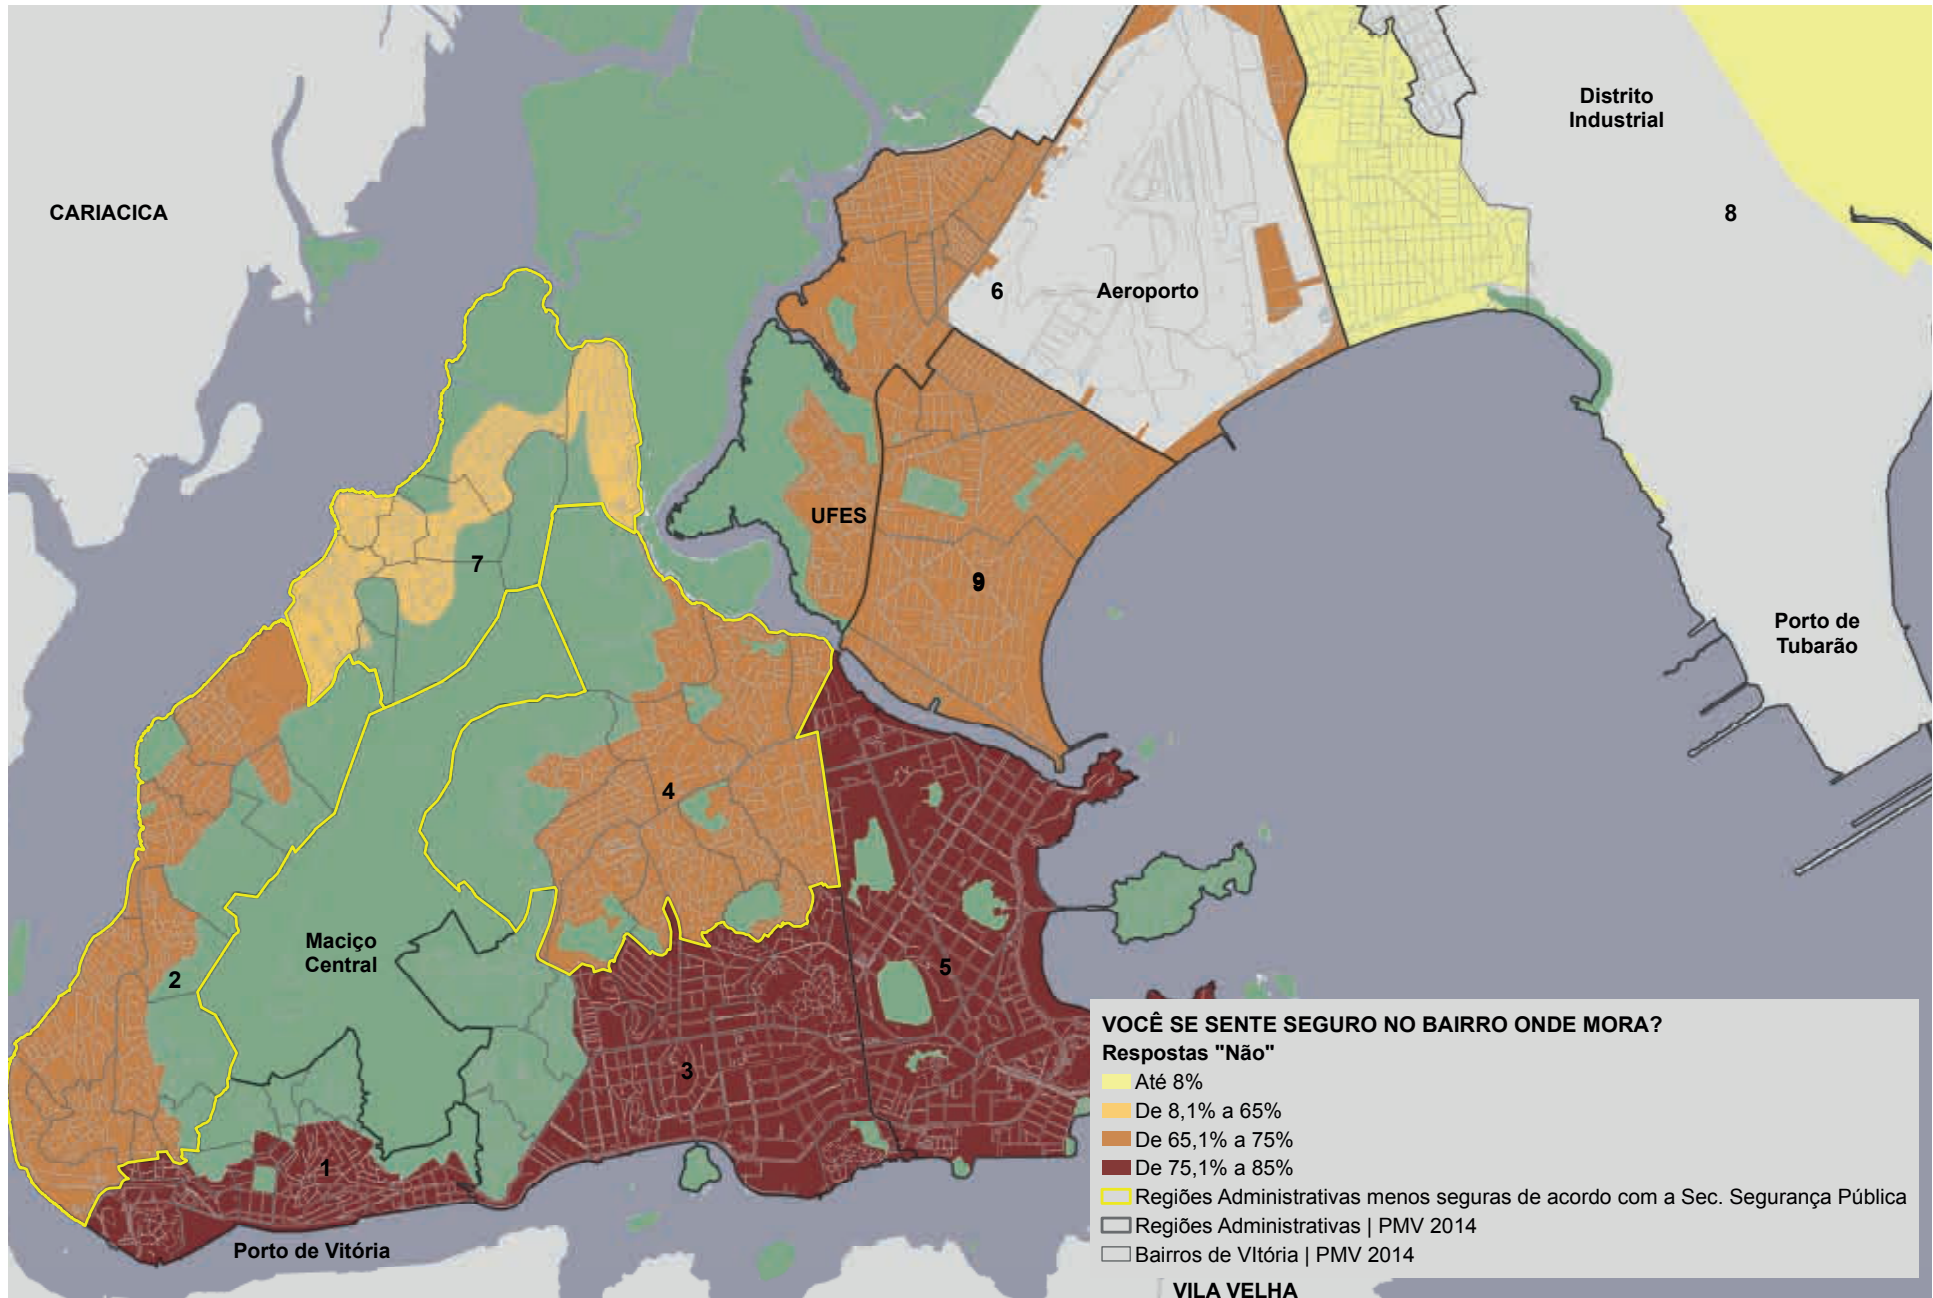 Distrito
Industrial
CARIACICA
8
6
Aeroporto
UFES
7
9
Porto de
Tubarão
4
Maciço
Central
2
5
3
1
Porto de Vitória
VOCÊ SE SENTE SEGURO NO BAIRRO ONDE MORA?
Respostas "Não"
Até 8%
De 8,1% a 65%
De 65,1% a 75%
De 75,1% a 85%
Regiões Administrativas menos seguras de acordo com a Sec. Segurança Pública
Regiões Administrativas | PMV 2014
Bairros de VItória | PMV 2014
VILA VELHA